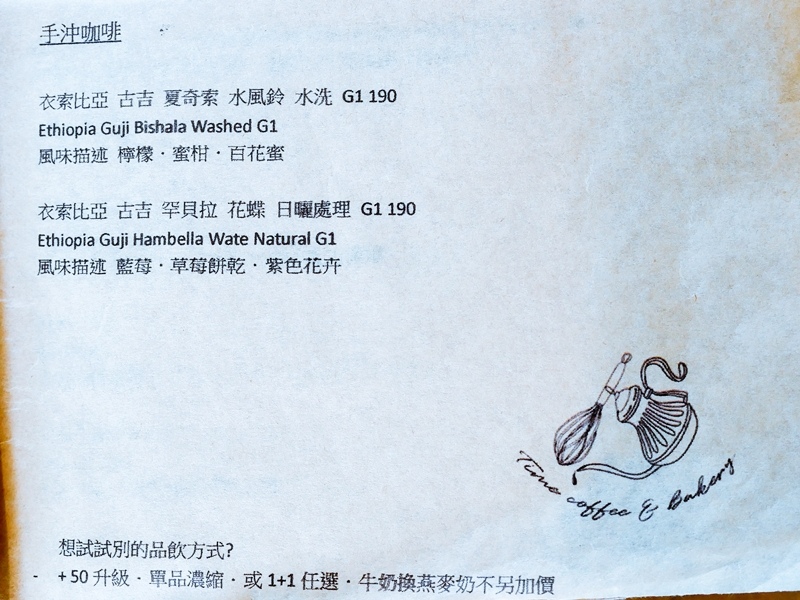 手沖咖啡
衣索比亞 古吉 夏奇索 水風鈴 水洗 G1 190
Ethiopia Guji Bishala Washed G1
風味描述 檸檬・蜜柑・百花蜜
衣索比亞 古吉 罕貝拉 花蝶 日曬處理 G1 190
Ethiopia Guji Hambella Wate Natural G1
風味描述 藍莓・草莓餅乾・紫色花卉
Time coffee & Bakery
想試試別的品飲方式?
- +50 升級・單品濃縮・或 1+1 任選・牛奶換燕麥奶不另加價